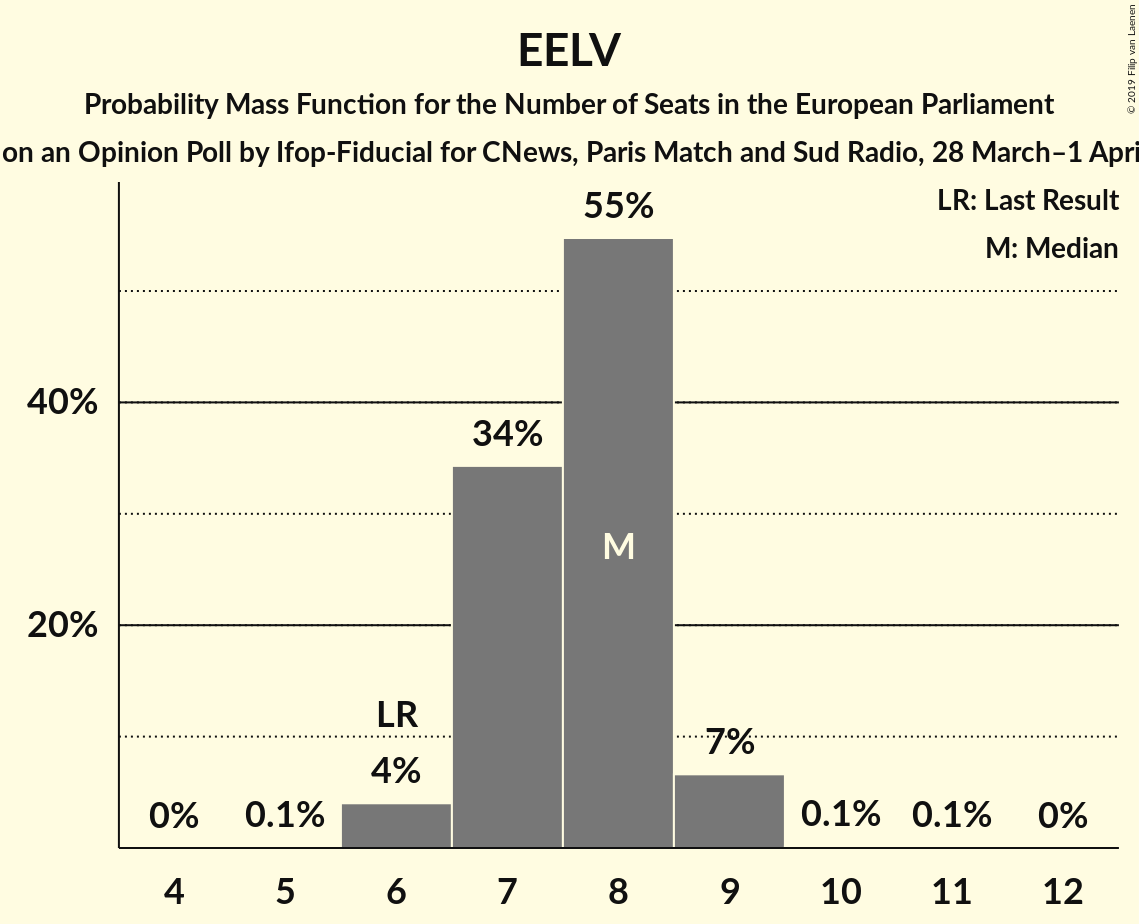 EELV
Probability Mass Function for the Number of Seats in the European Parliament
on an Opinion Poll by Ifop-Fiducial for CNews, Paris Match and Sud Radio, 28 March–1 Apri
© 2019 Filip van Laenen
LR: Last Result
M: Median
55%
40%
34%
M
20%
LR
7%
4%
0% 0.1% 0.1% 0.1% 0%
4 5 6 7 8 9 10 11 12